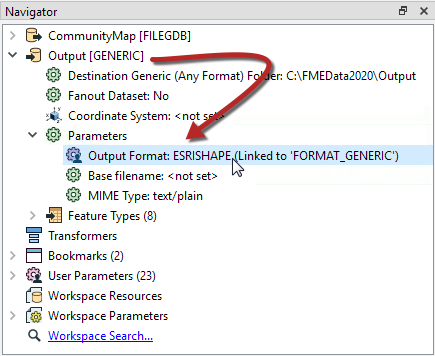 Navigator
CommunityMap [FILEGDB]
Output [GENERIC]
Destination Generic (Any Format) Folder: C:\FMEData2020\Output
Fanout Dataset: No
Coordinate System: <not set>
Parameters
Output Format: ESRISHAPE (Linked to 'FORMAT_GENERIC')
Base filename: <not set>
MIME Type: text/plain
Feature Types (8)
Transformers
Bookmarks (2)
User Parameters (23)
Workspace Resources
Workspace Parameters
Workspace Search...